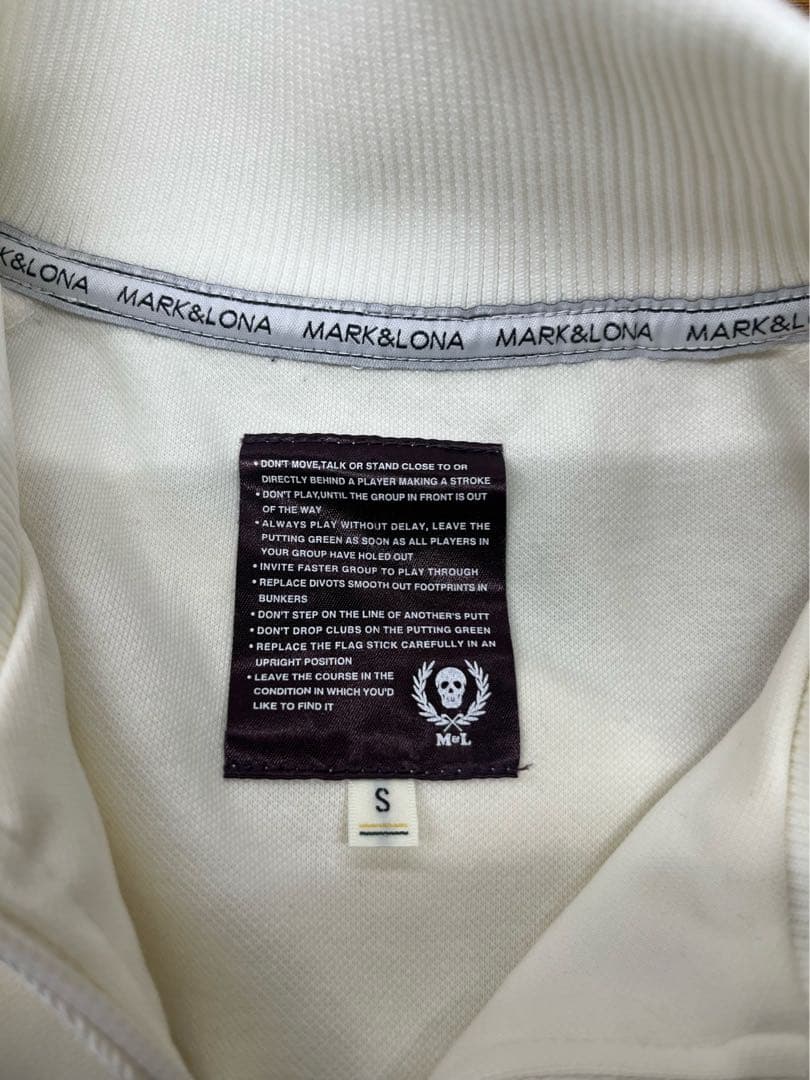 K&LONA MARK&LONA MARK&LONA MARK&LONA MARK&L
• DON'T MOVE,TALK OR STAND CLOSE TO OR
DIRECTLY BEHIND A PLAYER MAKING A STROKE
• DON'T PLAY,UNTIL THE GROUP IN FRONT IS OUT
OF THE WAY
• ALWAYS PLAY WITHOUT DELAY, LEAVE THE
PUTTING GREEN AS SOON AS ALL PLAYERS IN
YOUR GROUP HAVE HOLED OUT
• INVITE FASTER GROUP TO PLAY THROUGH
• REPLACE DIVOTS SMOOTH OUT FOOTPRINTS IN
BUNKERS
• DON'T STEP ON THE LINE OF ANOTHER'S PUTT
• DON'T DROP CLUBS ON THE PUTTING GREEN
• REPLACE THE FLAG STICK CAREFULLY IN AN
UPRIGHT POSITION
• LEAVE THE COURSE IN THE
CONDITION IN WHICH YOU'D
LIKE TO FIND IT
M&L
S